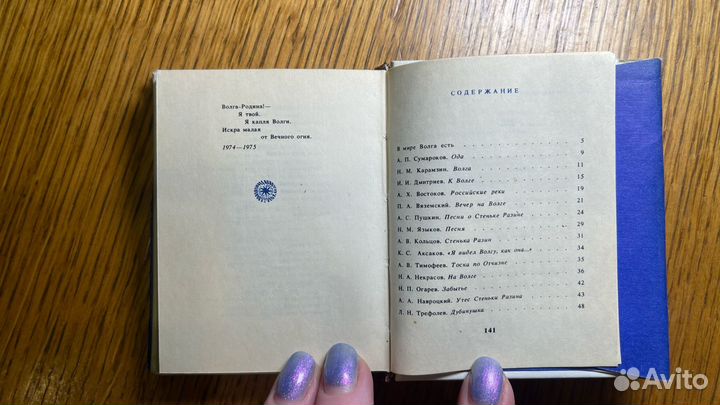 Волга-Родина!—
Я твой.
Я капля Волги,
Искра малая
от Вечного огня.
1974—1975
СОДЕРЖАНИЕ
В мире Волга есть 5
А. П. Сумароков. Ода 9
Н. М. Карамзин. Волга 11
И. И. Дмитриев. К Волге 15
А. Х. Востоков. Российские реки 19
П. А. Вяземский. Вечер на Волге 21
А. С. Пушкин. Песни о Стеньке Разине 24
Н. М. Языков. Песня 29
А. В. Кольцов. Стенька Разин 31
К. С. Аксаков. «Я видел Волгу, как она...» 34
А. В. Тимофеев. Тоска по Отчизне 35
Н. А. Некрасов. На Волге 36
Н. П. Огарев. Забытье 42
А. А. Навроцкий. Утес Стеньки Разина 43
Л. Н. Трефолев. Дубинушка 48
141
Avito